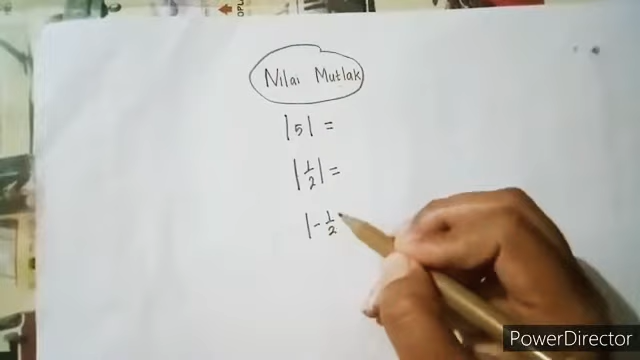 Nilai Mutlak
|5| =
|1/2| =
|-1/2
PowerDirector